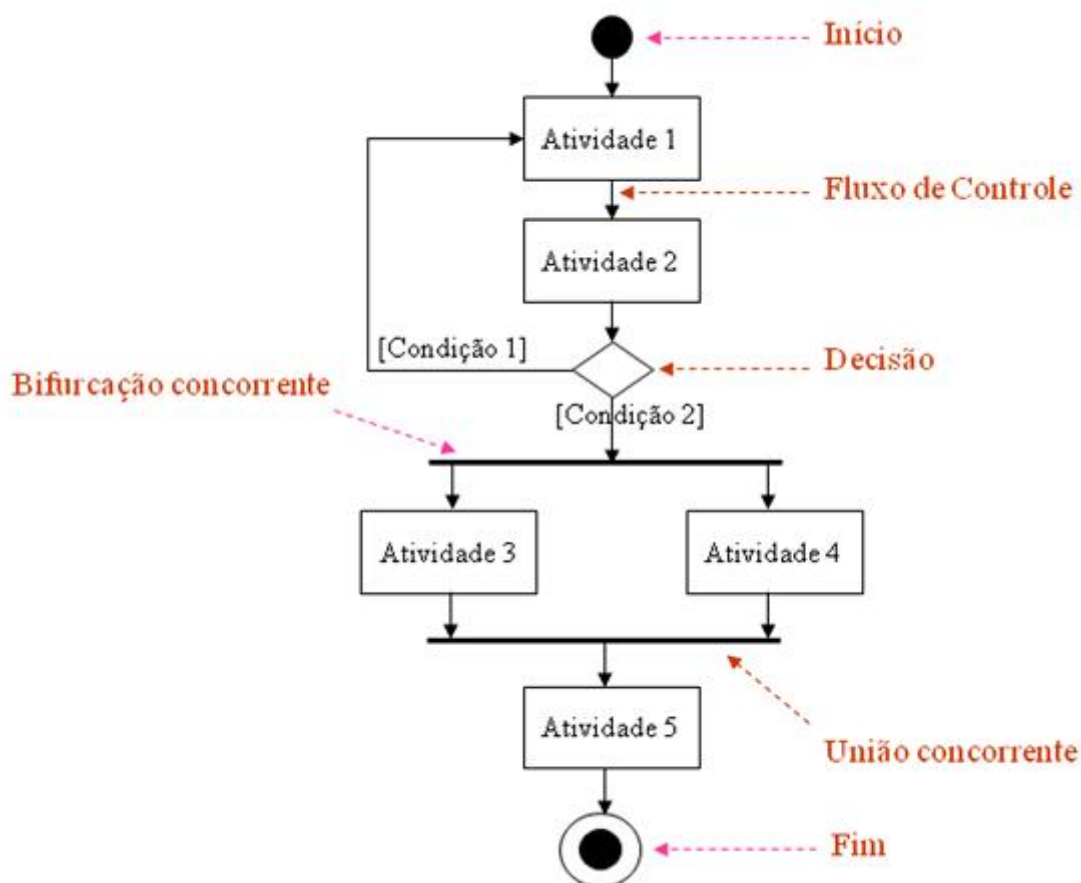 Início
Atividade 1
Fluxo de Controle
Atividade 2
[Condição 1]
Decisão
Bifurcação concorrente
[Condição 2]
Atividade 3
Atividade 4
Atividade 5
União concorrente
Fim